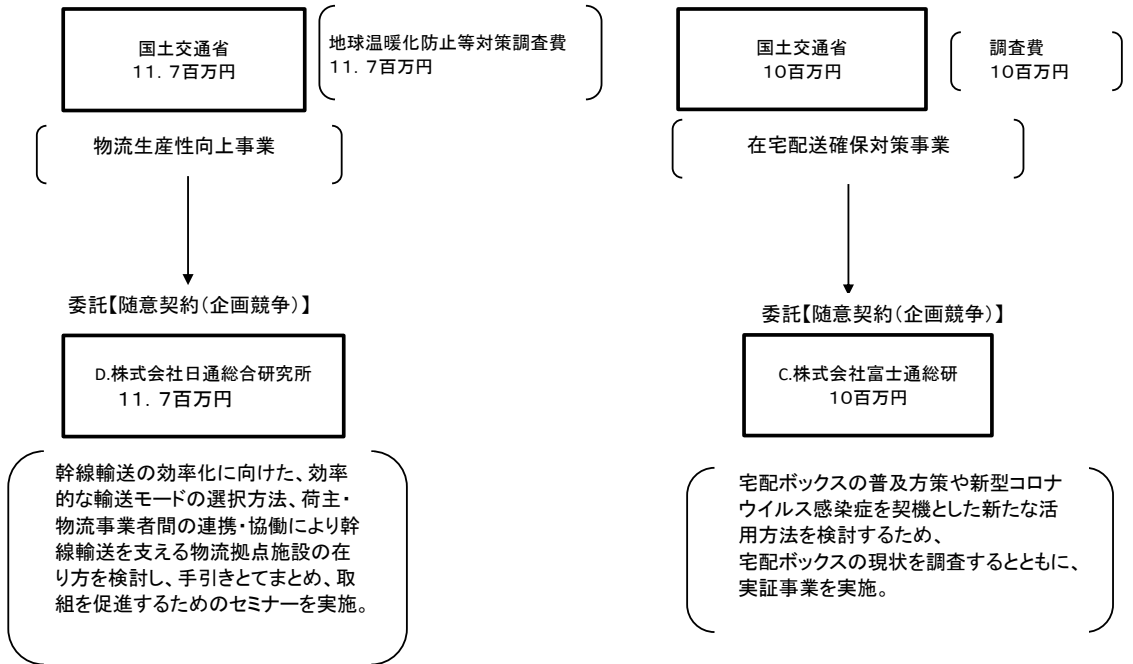 国土交通省
11．7百万円
地球温暖化防止等対策調査費
11．7百万円
物流生産性向上事業
委託【随意契約(企画競争)】
D.株式会社日通総合研究所
11．7百万円
幹線輸送の効率化に向けた、効率
的な輸送モードの選択方法、荷主・
物流事業者間の連携・協働により幹
線輸送を支える物流拠点施設の在
り方を検討し、手引きとてまとめ、取
組を促進するためのセミナーを実施。
国土交通省
10百万円
調査費
10百万円
在宅配送確保対策事業
委託【随意契約(企画競争)】
C.株式会社富士通総研
10百万円
宅配ボックスの普及方策や新型コロナ
ウイルス感染症を契機とした新たな活
用方法を検討するため、
宅配ボックスの現状を調査するとともに、
実証事業を実施。